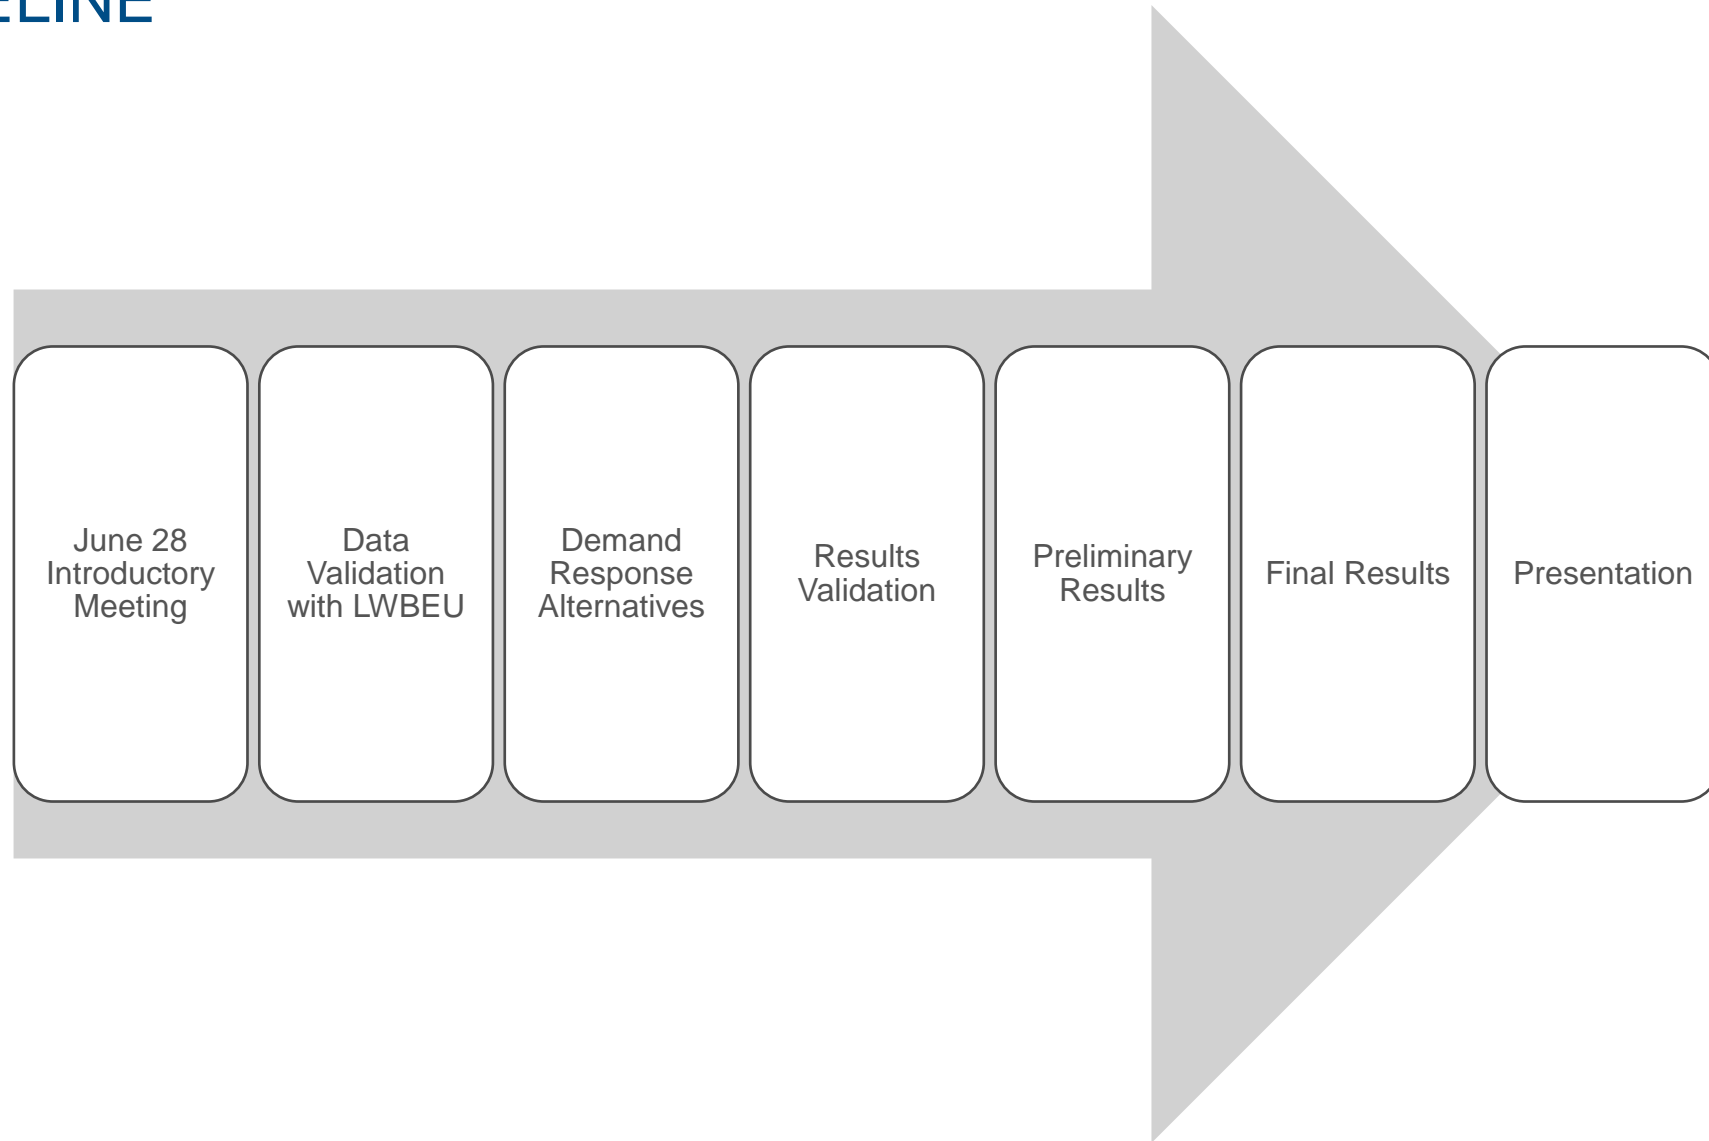 ELINE
June 28
Introductory
Meeting
Data
Validation
with LWBEU
Demand
Response
Alternatives
Results
Validation
Preliminary
Results
Final Results
Presentation